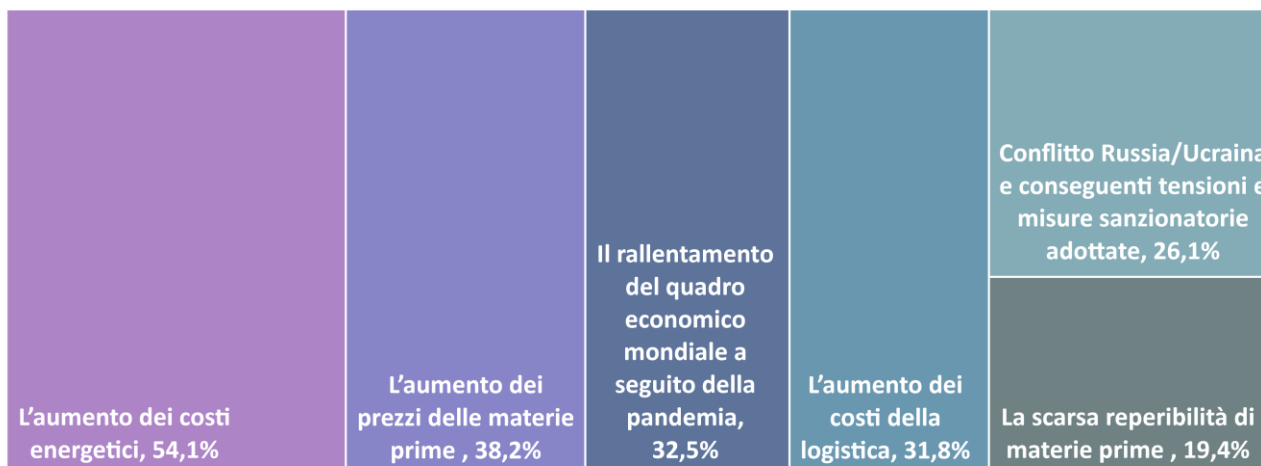 L'aumento dei costi
energetici, 54,1%
L'aumento dei
prezzi delle materie
prime , 38,2%
Il rallentamento
del quadro
economico
mondiale a
seguito della
pandemia,
32,5%
L'aumento dei
costi della
logistica, 31,8%
Conflitto Russia/Ucraina
e conseguenti tensioni e
misure sanzionatorie
adottate, 26,1%
La scarsa reperibilità di
materie prime , 19,4%